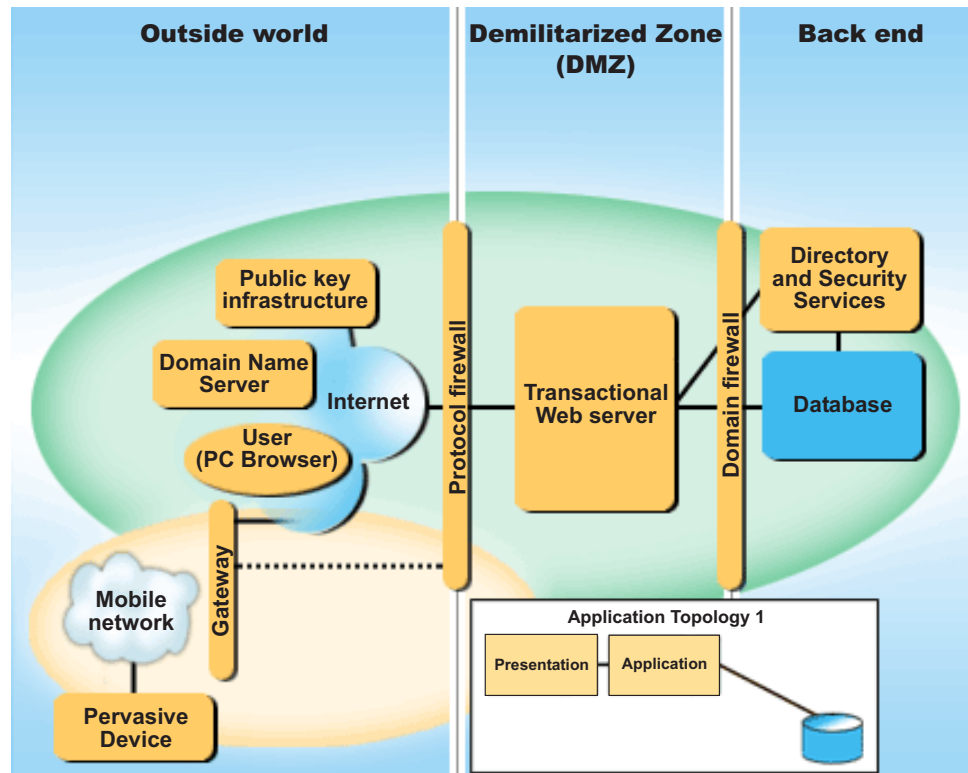 Outside world
Demilitarized Zone
(DMZ)
Back end
Public key
infrastructure
Domain Name
Server
Internet
User
(PC Browser)
Gateway
Mobile
network
Pervasive
Device
Protocol firewall
Transactional
Web server
Domain firewall
Directory
and Security
Services
Database
Application Topology 1
Presentation
Application